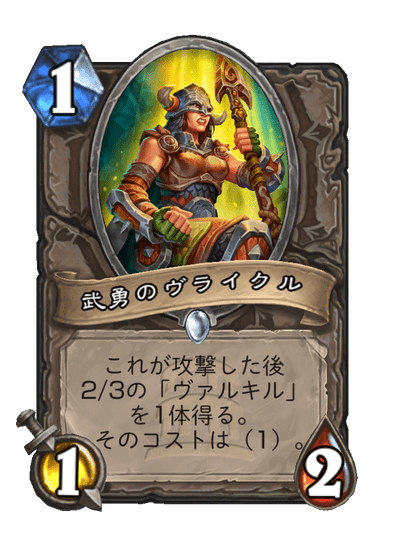 1
武勇のヴライクル
これが攻撃した後
2/3の「ヴァルキル」
を1体得る。
そのコストは（1）。
1
2